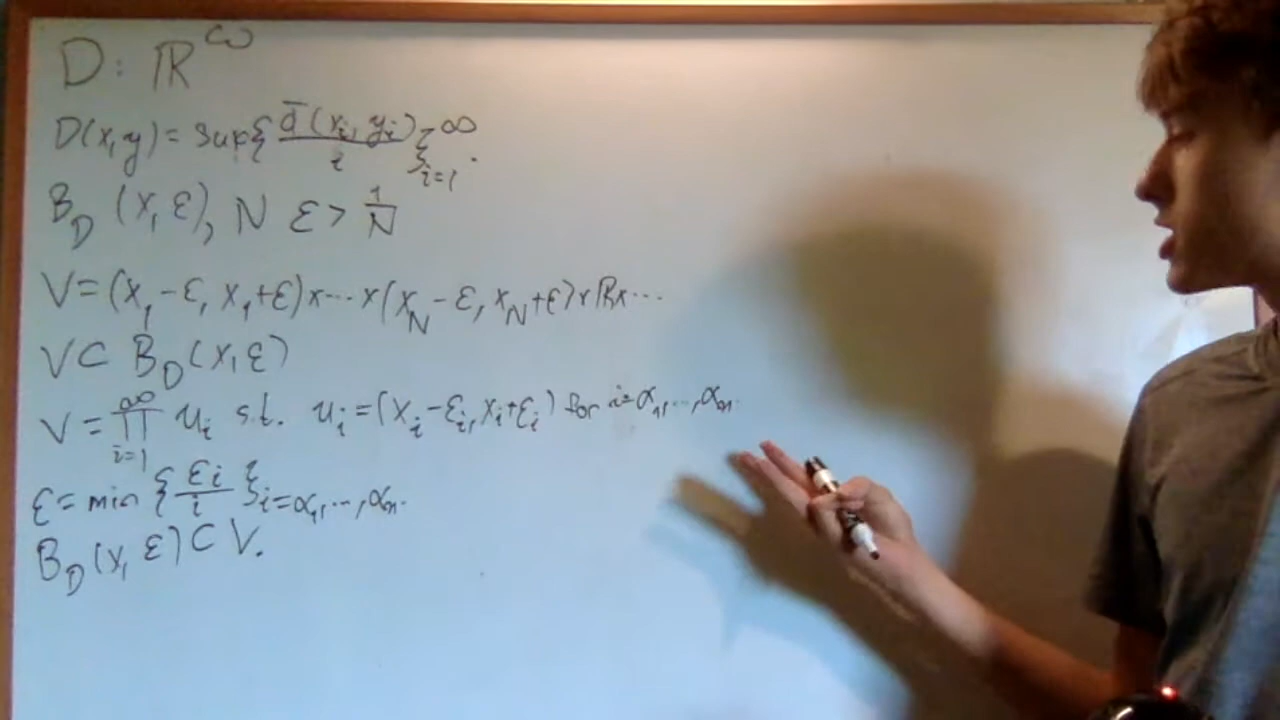 D: ℝ^ω
D(x,y) = sup{ d̄(xᵢ, yᵢ) / i }^∞_{i=1}.
B_D(x, ε), N ε > 1/N
V = (x₁ - ε, x₁ + ε) x ··· x (x_N - ε, x_N + ε) x ℝ x ···
V ⊂ B_D(x, ε)
V = ∏^∞_{i=1} uᵢ s.t. uᵢ = (xᵢ - εᵢ, xᵢ + εᵢ) for i = α₁, ..., αₙ.
ε = min { εᵢ / i }_{i = α₁, ..., αₙ}.
B_D(x, ε) ⊂ V.